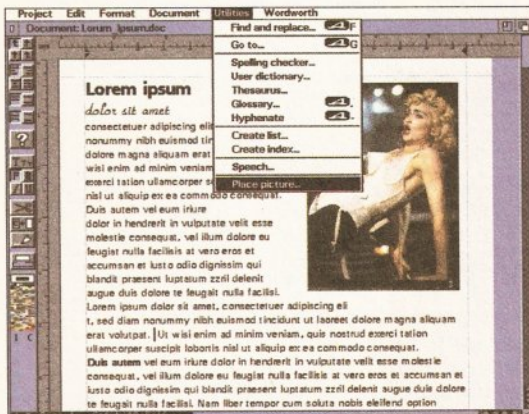 Project Edit Format Document Utilities Wordworth
Document: Lorum_Ipsum.doc
Find and replace... F
Go to... G
Spelling checker...
User dictionary...
Thesaurus...
Glossary... .
Hyphenate -
Create list...
Create index...
Speech...
Place picture...
Lorem ipsum
dolor sit amet
consectetuer adipiscing eli
nonummy nibh euismod tin
dolore magna aliquam erat
wisi enim ad minim veniam
exerci tation ullamcorper s
nisl ut aliquip ex ea commodo consequat.
Duis autem vel eum iriure
dolor in hendrerit in vulputate velit esse
molestie consequat, vel illum dolore eu
feugiat nulla facilisis at vero eros et
accumsan et iusto odio dignissim qui
blandit praesent luptatum zzril delenit
augue duis dolore te feugait nulla facilisi.
Lorem ipsum dolor sit amet, consectetuer adipiscing eli
t, sed diam nonummy nibh euismod tincidunt ut laoreet dolore magna aliquam
erat volutpat. Ut wisi enim ad minim veniam, quis nostrud exerci tation
ullamcorper suscipit lobortis nisl ut aliquip ex ea commodo consequat.
Duis autem vel eum iriure dolor in hendrerit in vulputate velit esse molestie
consequat, vel illum dolore eu feugiat nulla facilisis at vero eros et accumsan et
iusto odio dignissim qui blandit praesent luptatum zzril delenit augue duis dolore
te feugait nulla facilisi. Nam liber tempor cum soluta nobis eleifend option